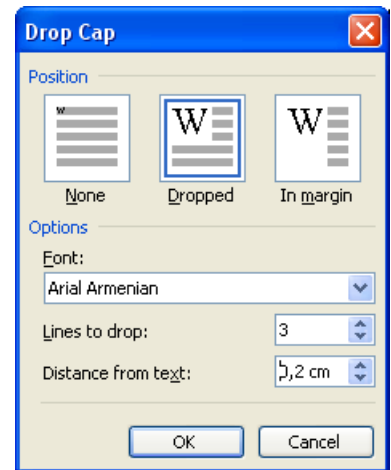 Drop Cap
Position
W
W
W
None
Dropped
In margin
Options
Font:
Arial Armenian
Lines to drop:
3
Distance from text:
,2 cm
OK
Cancel